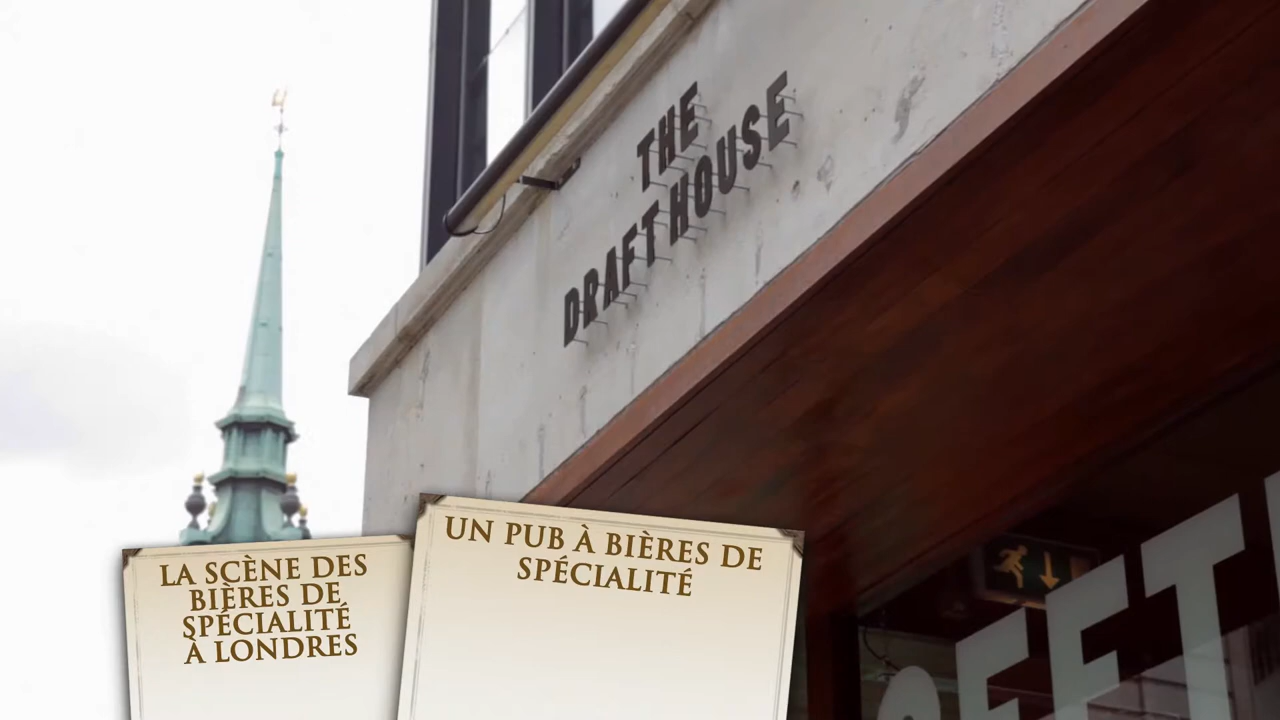 THE
DRAFT HOUSE
UN PUB À BIÈRES DE
SPÉCIALITÉ
LA SCÈNE DES
BIÈRES DE
SPÉCIALITÉ
À LONDRES